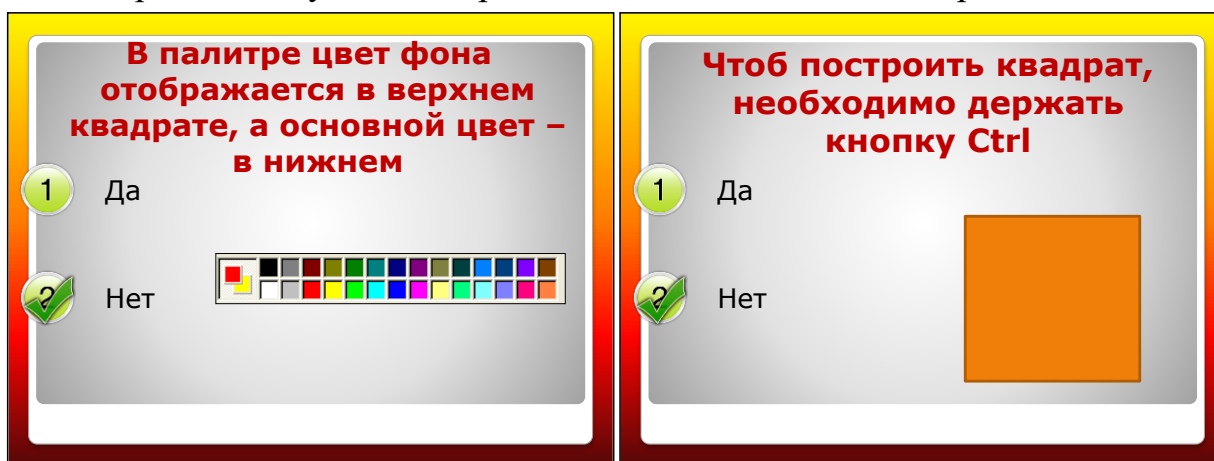 В палитре цвет фона
отображается в верхнем
квадрате, а основной цвет –
в нижнем
1 Да
2 Нет
Чтоб построить квадрат,
необходимо держать
кнопку Ctrl
1 Да
2 Нет